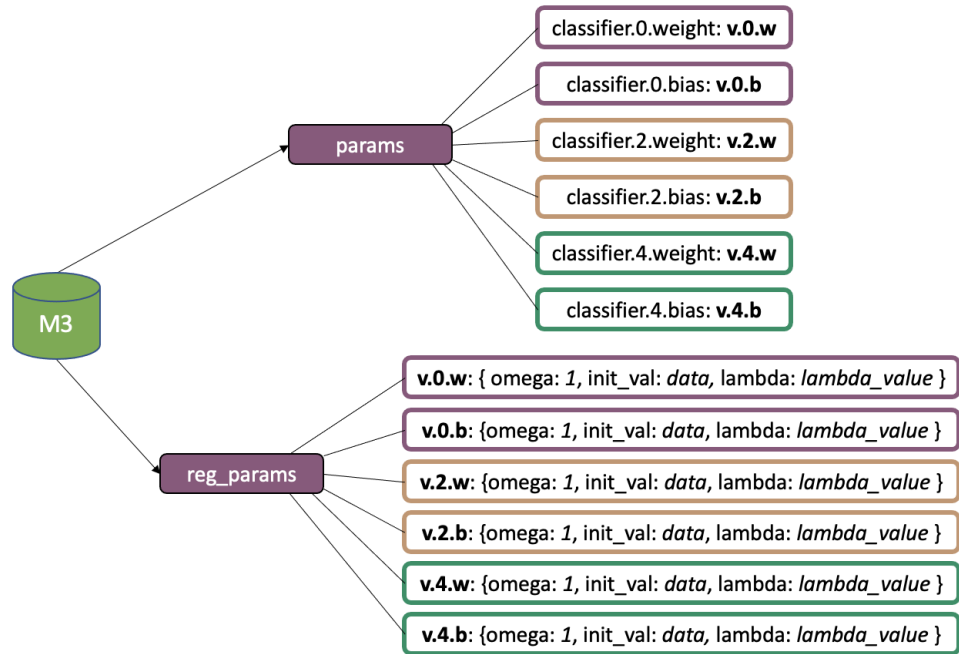 classifier.0.weight: v.0.w
classifier.0.bias: v.0.b
params
classifier.2.weight: v.2.w
classifier.2.bias: v.2.b
classifier.4.weight: v.4.w
classifier.4.bias: v.4.b
M3
v.0.w: { omega: 1, init_val: data, lambda: lambda_value }
v.0.b: {omega: 1, init_val: data, lambda: lambda_value }
reg_params
v.2.w: {omega: 1, init_val: data, lambda: lambda_value }
v.2.b: {omega: 1, init_val: data, lambda: lambda_value }
v.4.w: {omega: 1, init_val: data, lambda: lambda_value }
v.4.b: {omega: 1, init_val: data, lambda: lambda_value }